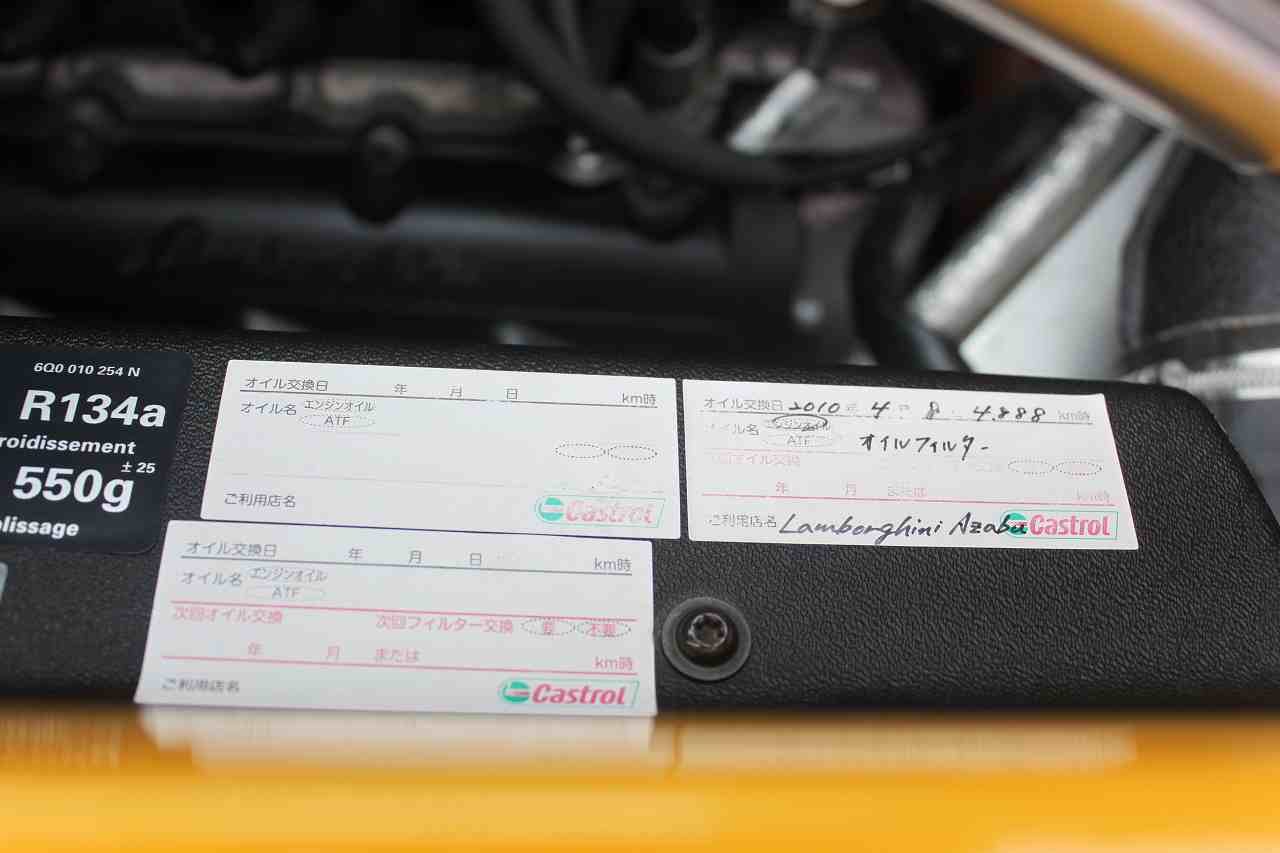 6Q0 010 254 N
R134a
roidissement
550g ± 25
lissage
オイル交換日 年 月 日 km時
オイル名 エンジンオイル
ATF
ご利用店名 Castrol
オイル交換日 2010 年 4 8 4,888 km時
イル名 エンジンオイル
ATF オイルフィルター
オイル交換
年 月 または km時
ご利用店名 Lamborghini Azabu Castrol
オイル交換日 年 月 日 km時
オイル名 エンジンオイル
ATF
次回オイル交換 次回フィルター交換 要 不要
年 月 または km時
ご利用店名 Castrol